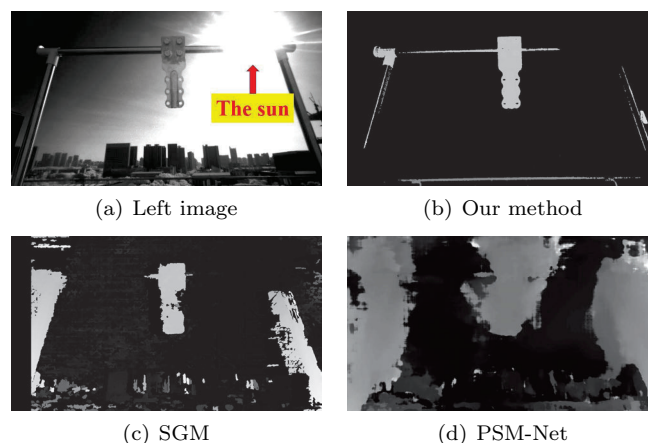 The sun
(a) Left image
(b) Our method
(c) SGM
(d) PSM-Net